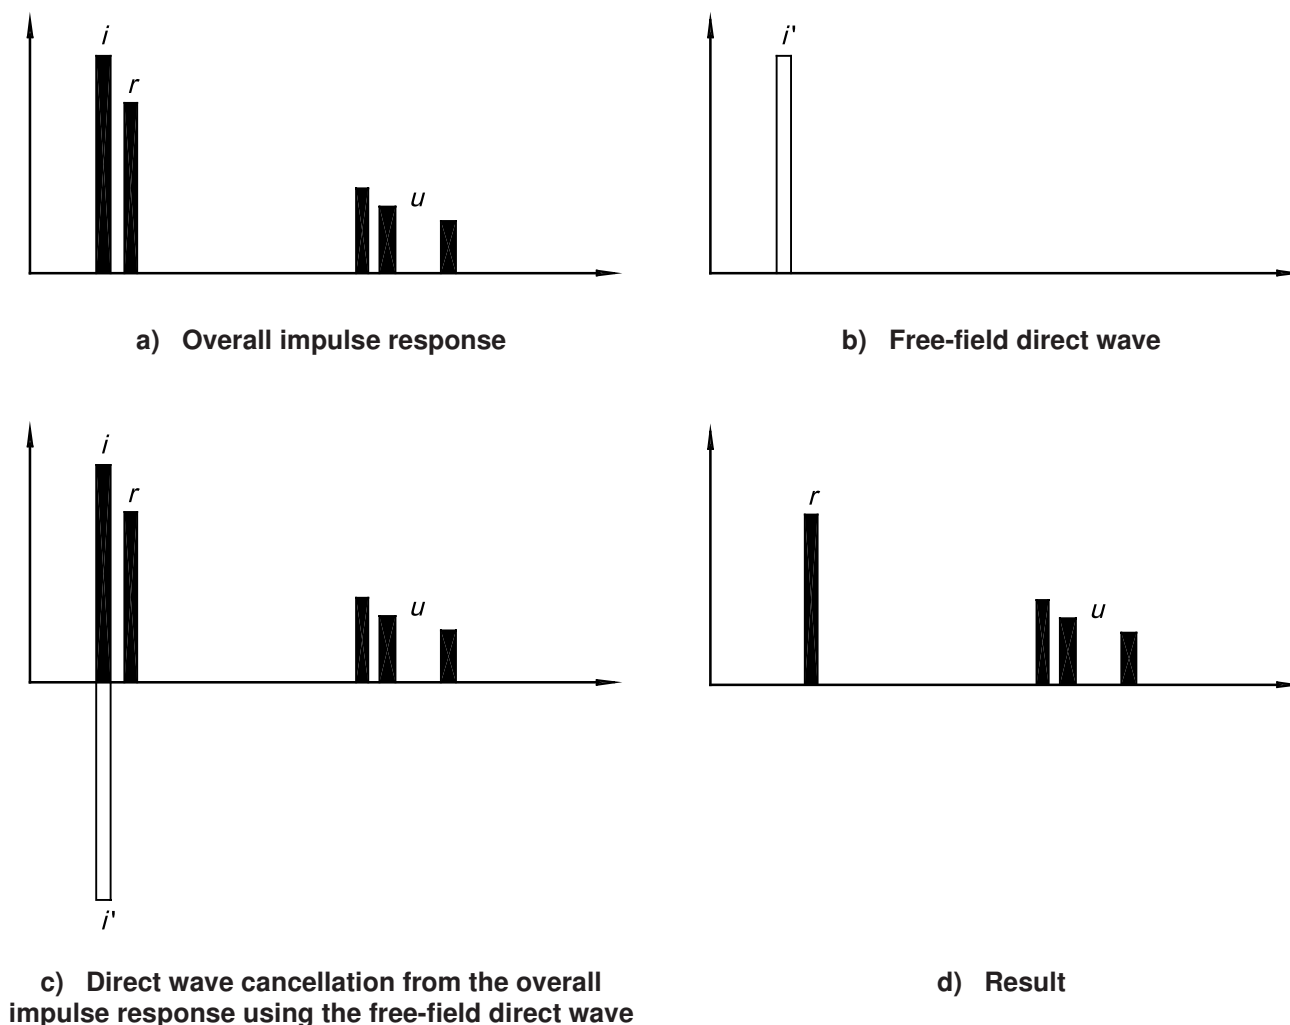 i
r
u
a) Overall impulse response
i'
b) Free-field direct wave
i
r
u
i'
c) Direct wave cancellation from the overall
impulse response using the free-field direct wave
r
u
d) Result